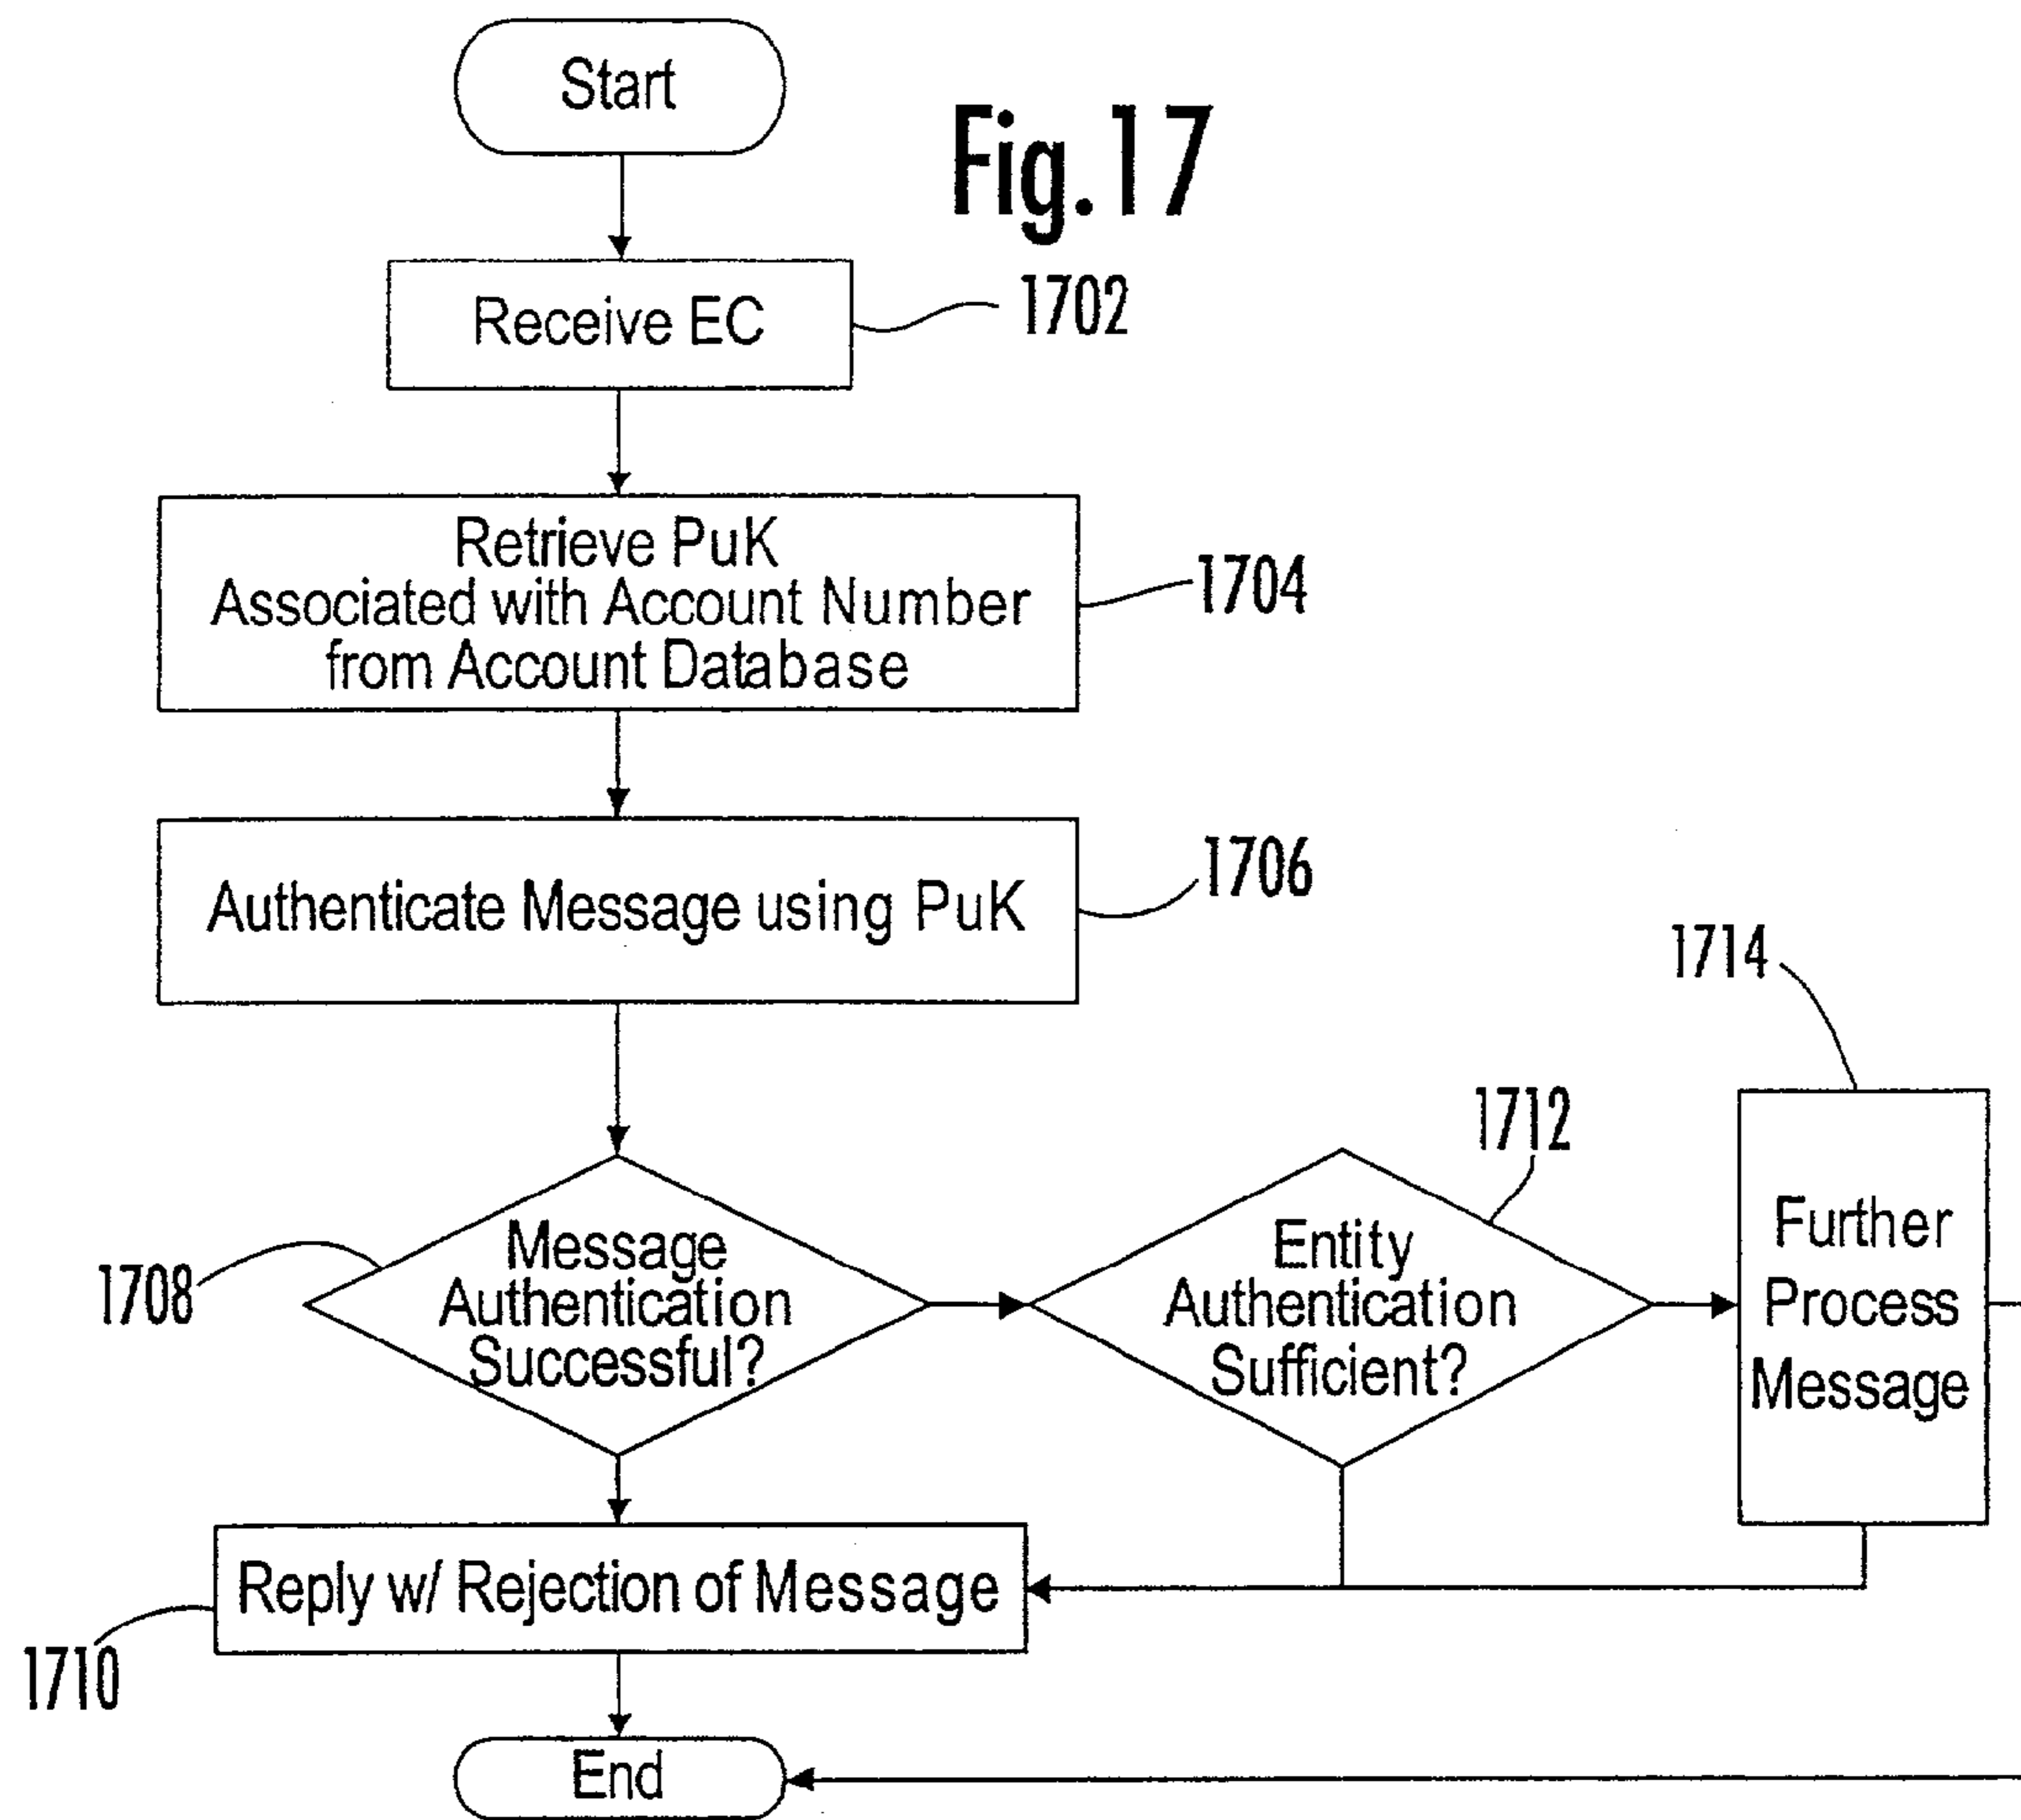 Start
Fig.17
Receive EC
1702
Retrieve PuK
Associated with Account Number
from Account Database
1704
Authenticate Message using PuK
1706
1714
1712
1708
Message
Authentication
Successful?
Entity
Authentication
Sufficient?
Further
Process
Message
Reply w/ Rejection of Message
1710
End